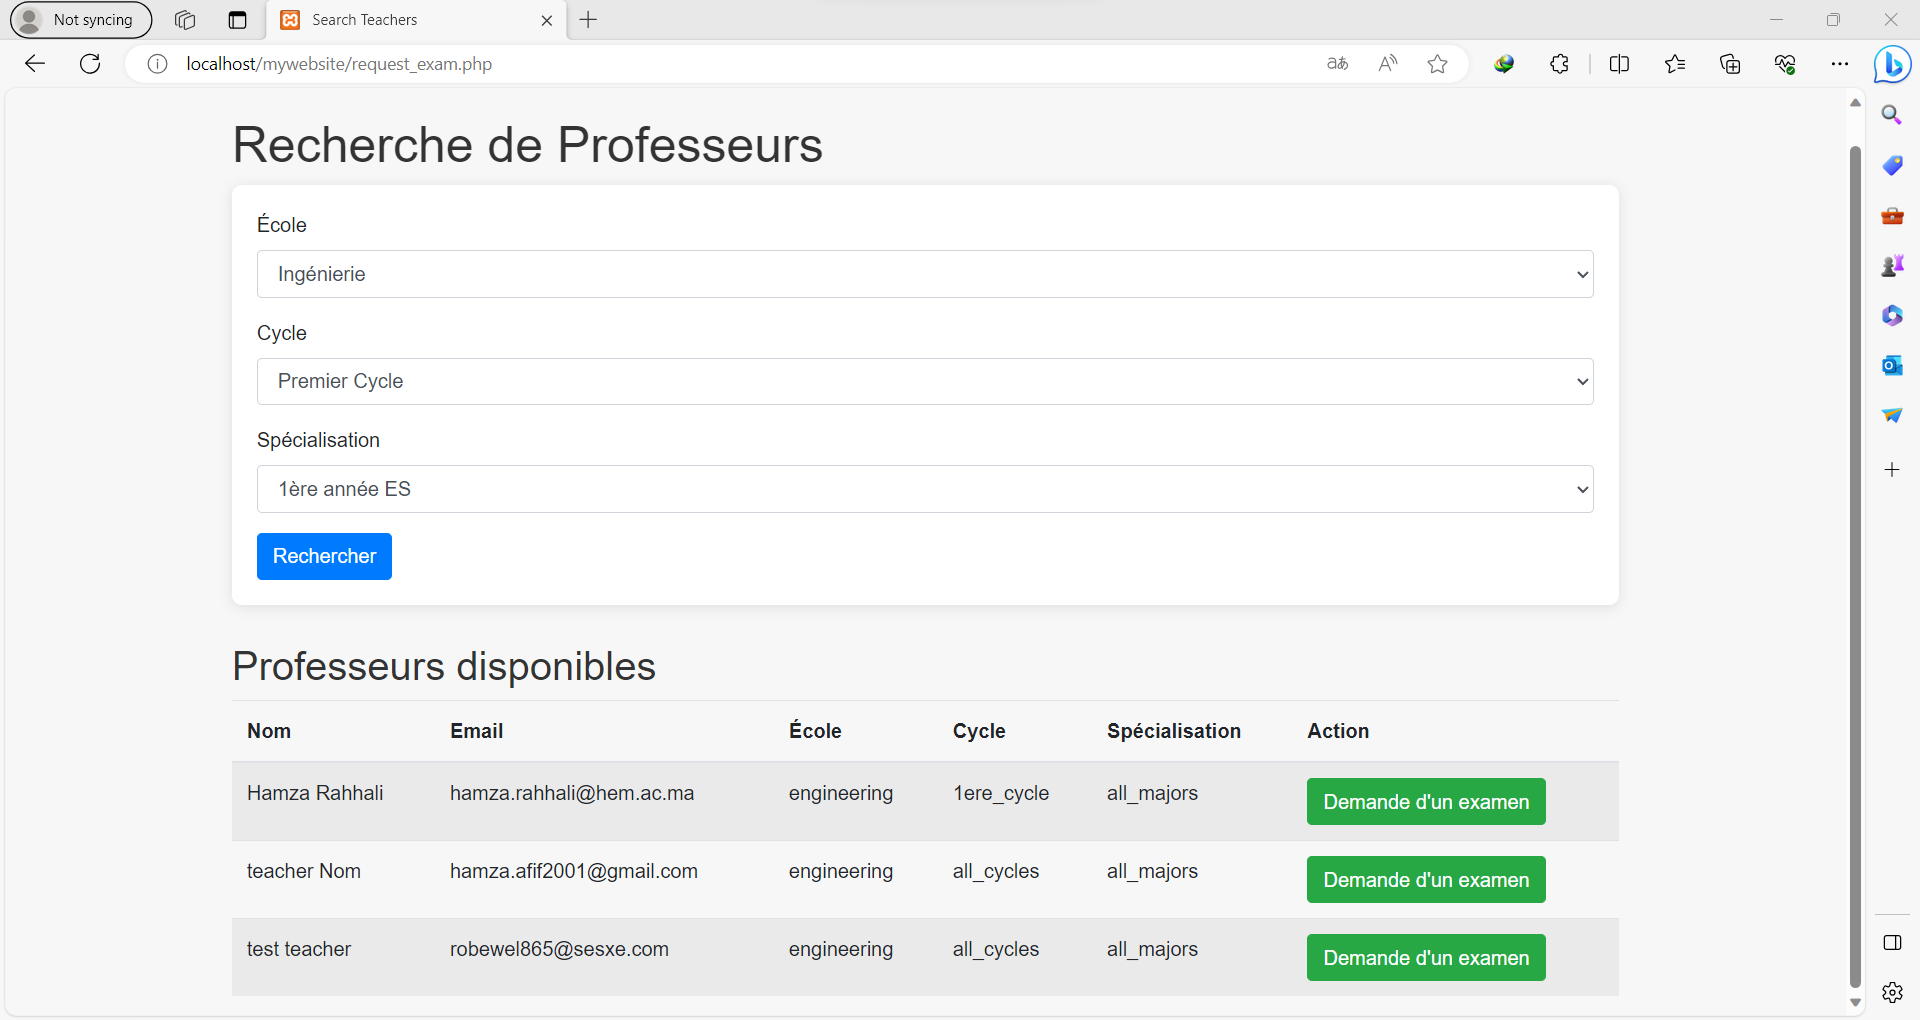 Not syncing
Search Teachers
localhost/mywebsite/request_exam.php
aあ
Recherche de Professeurs
École
Ingénierie
Cycle
Premier Cycle
Spécialisation
1ère année ES
Rechercher
Professeurs disponibles
Nom Email École Cycle Spécialisation Action
Hamza Rahhali hamza.rahhali@hem.ac.ma engineering 1ere_cycle all_majors Demande d'un examen
teacher Nom hamza.afif2001@gmail.com engineering all_cycles all_majors Demande d'un examen
test teacher robewel865@sesxe.com engineering all_cycles all_majors Demande d'un examen